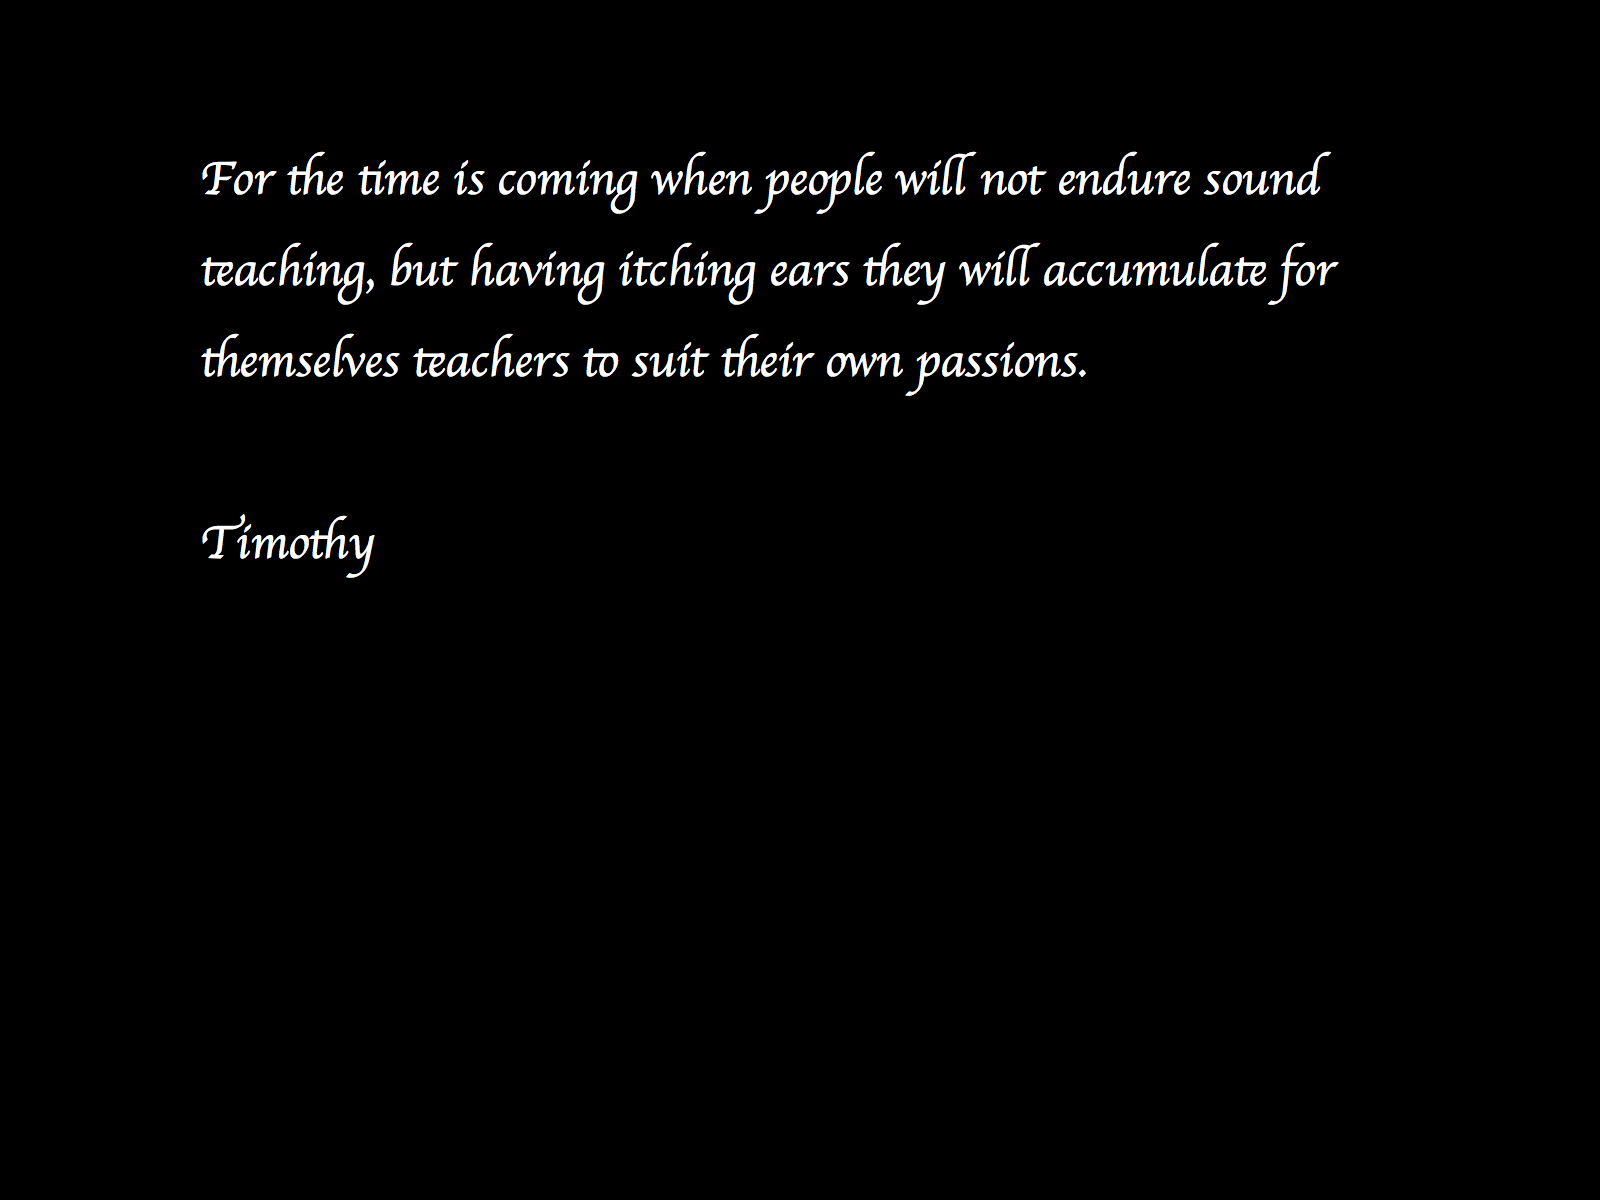 For the time is coming when people will not endure sound
teaching, but having itching ears they will accumulate for
themselves teachers to suit their own passions.
Timothy